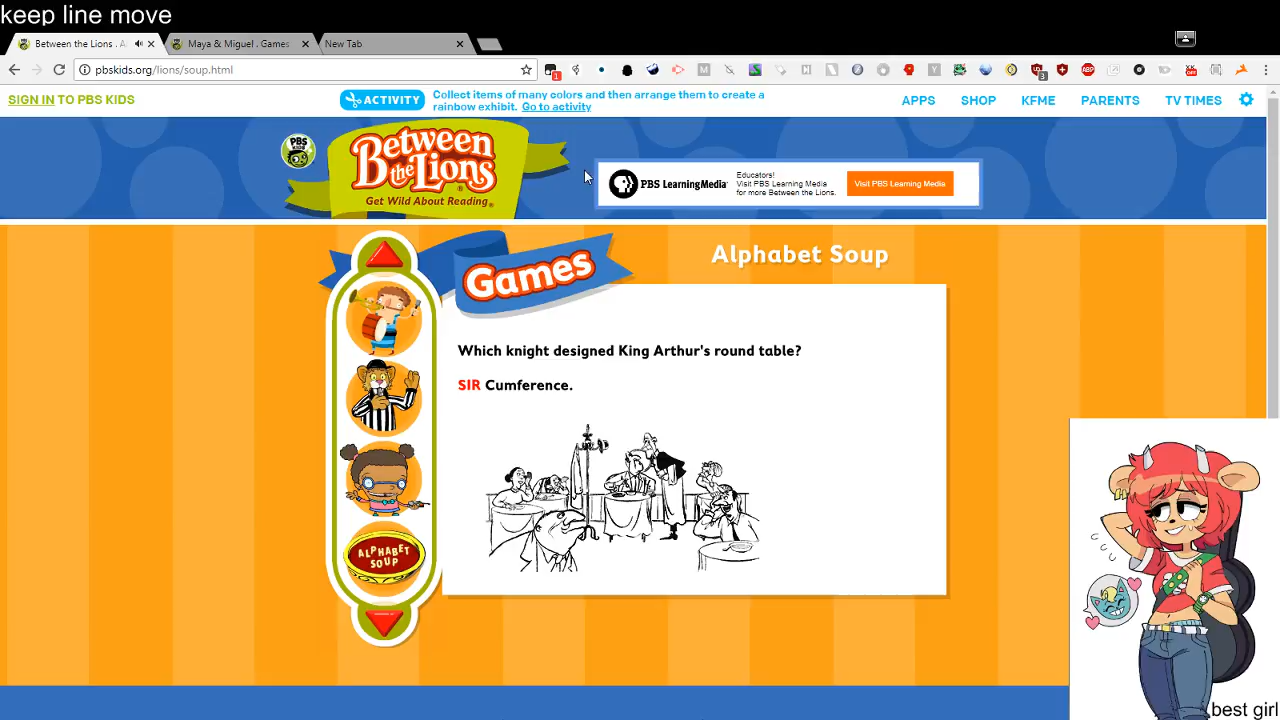 keep line move
Between the Lions . A
Maya & Miguel . Games
New Tab
pbskids.org/lions/soup.html
SIGN IN TO PBS KIDS
ACTIVITY
Collect items of many colors and then arrange them to create a
rainbow exhibit. Go to activity
APPS SHOP KFME PARENTS TV TIMES
PBS
KIDS
Between
the Lions
Get Wild About Reading.
PBS LearningMedia
Educators!
Visit PBS Learning Media
for more Between the Lions.
Visit PBS Learning Media
Games
Alphabet Soup
Which knight designed King Arthur's round table?
SIR Cumference.
ALPHABET
SOUP
best girl